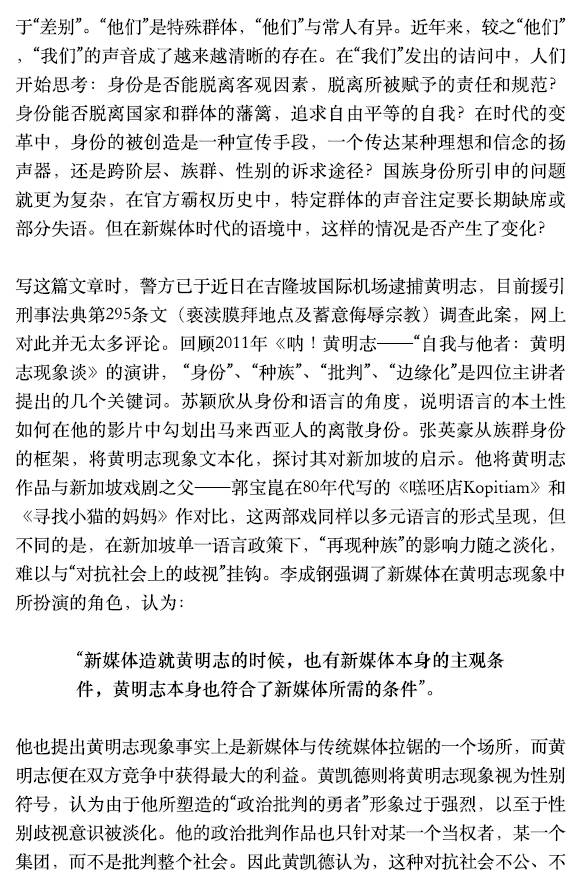 于“差别”。“他们”是特殊群体，“他们”与常人有异。近年来，较之“他们”
，“我们”的声音成了越来越清晰的存在。在“我们”发出的诘问中，人们
开始思考：身份是否能脱离客观因素，脱离所被赋予的责任和规范？
身份能否脱离国家和群体的藩篱，追求自由平等的自我？在时代的变
革中，身份的被创造是一种宣传手段，一个传达某种理想和信念的扬
声器，还是跨阶层、族群、性别的诉求途径？国族身份所引申的问题
就更为复杂，在官方霸权历史中，特定群体的声音注定要长期缺席或
部分失语。但在新媒体时代的语境中，这样的情况是否产生了变化？
写这篇文章时，警方已于近日在吉隆坡国际机场逮捕黄明志，目前援引
刑事法典第295条文（亵渎膜拜地点及蓄意侮辱宗教）调查此案，网上
对此并无太多评论。回顾2011年《呐！黄明志——“自我与他者：黄明
志现象谈》的演讲， “身份”、“种族”、“批判”、“边缘化”是四位主讲者
提出的几个关键词。苏颖欣从身份和语言的角度，说明语言的本土性
如何在他的影片中勾划出马来西亚人的离散身份。张英豪从族群身份
的框架，将黄明志现象文本化，探讨其对新加坡的启示。他将黄明志
作品与新加坡戏剧之父——郭宝崑在80年代写的《嘿呸店Kopitiam》和
《寻找小猫的妈妈》作对比，这两部戏同样以多元语言的形式呈现，但
不同的是，在新加坡单一语言政策下，“再现种族”的影响力随之淡化，
难以与“对抗社会上的歧视”挂钩。李成钢强调了新媒体在黄明志现象中
所扮演的角色，认为：
“新媒体造就黄明志的时候，也有新媒体本身的主观条
件，黄明志本身也符合了新媒体所需的条件”。
他也提出黄明志现象事实上是新媒体与传统媒体拉锯的一个场所，而黄
明志便在双方竞争中获得最大的利益。黄凯德则将黄明志现象视为性别
符号，认为由于他所塑造的“政治批判的勇者”形象过于强烈，以至于性
别歧视意识被淡化。他的政治批判作品也只针对某一个当权者，某一个
集团，而不是批判整个社会。因此黄凯德认为，这种对抗社会不公、不